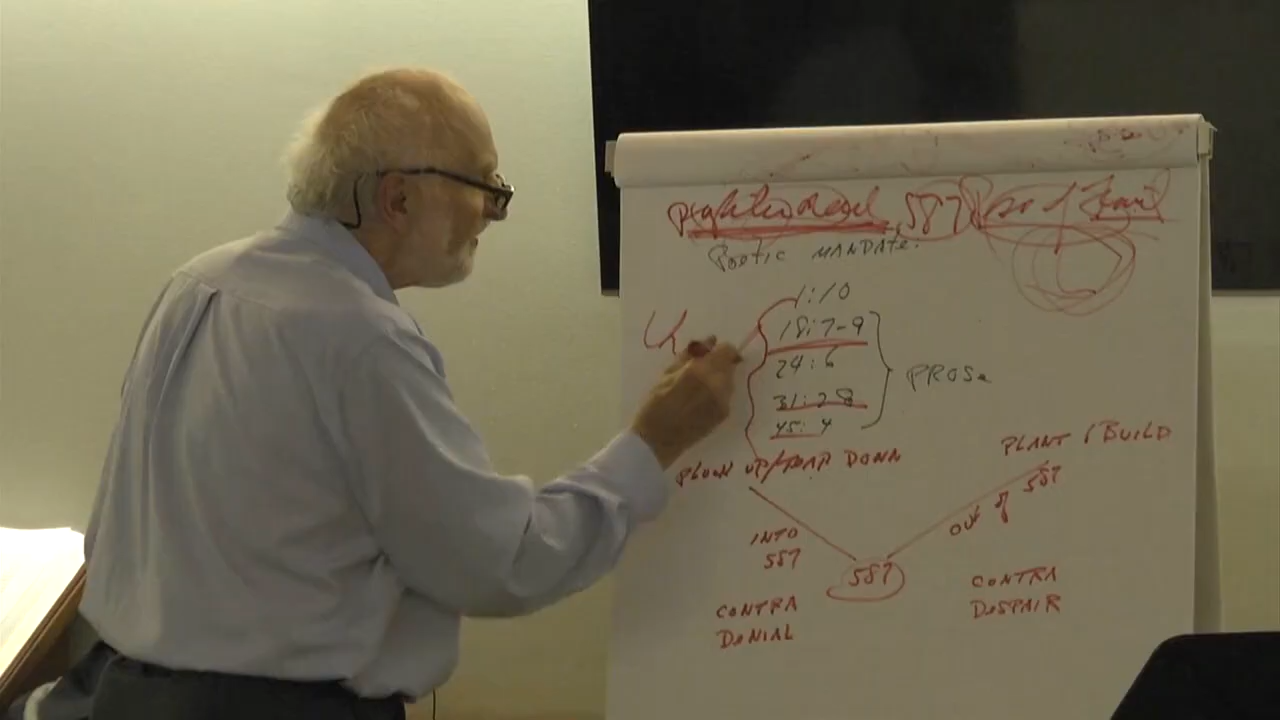 587
POETIC MANDATE:
1:10
18:7-9
24:6
31:28
45:4
PROSE
PLUCK UP/TEAR DOWN
PLANT / BUILD
INTO
587
OUT of 587
587
CONTRA
DENIAL
CONTRA
DESPAIR